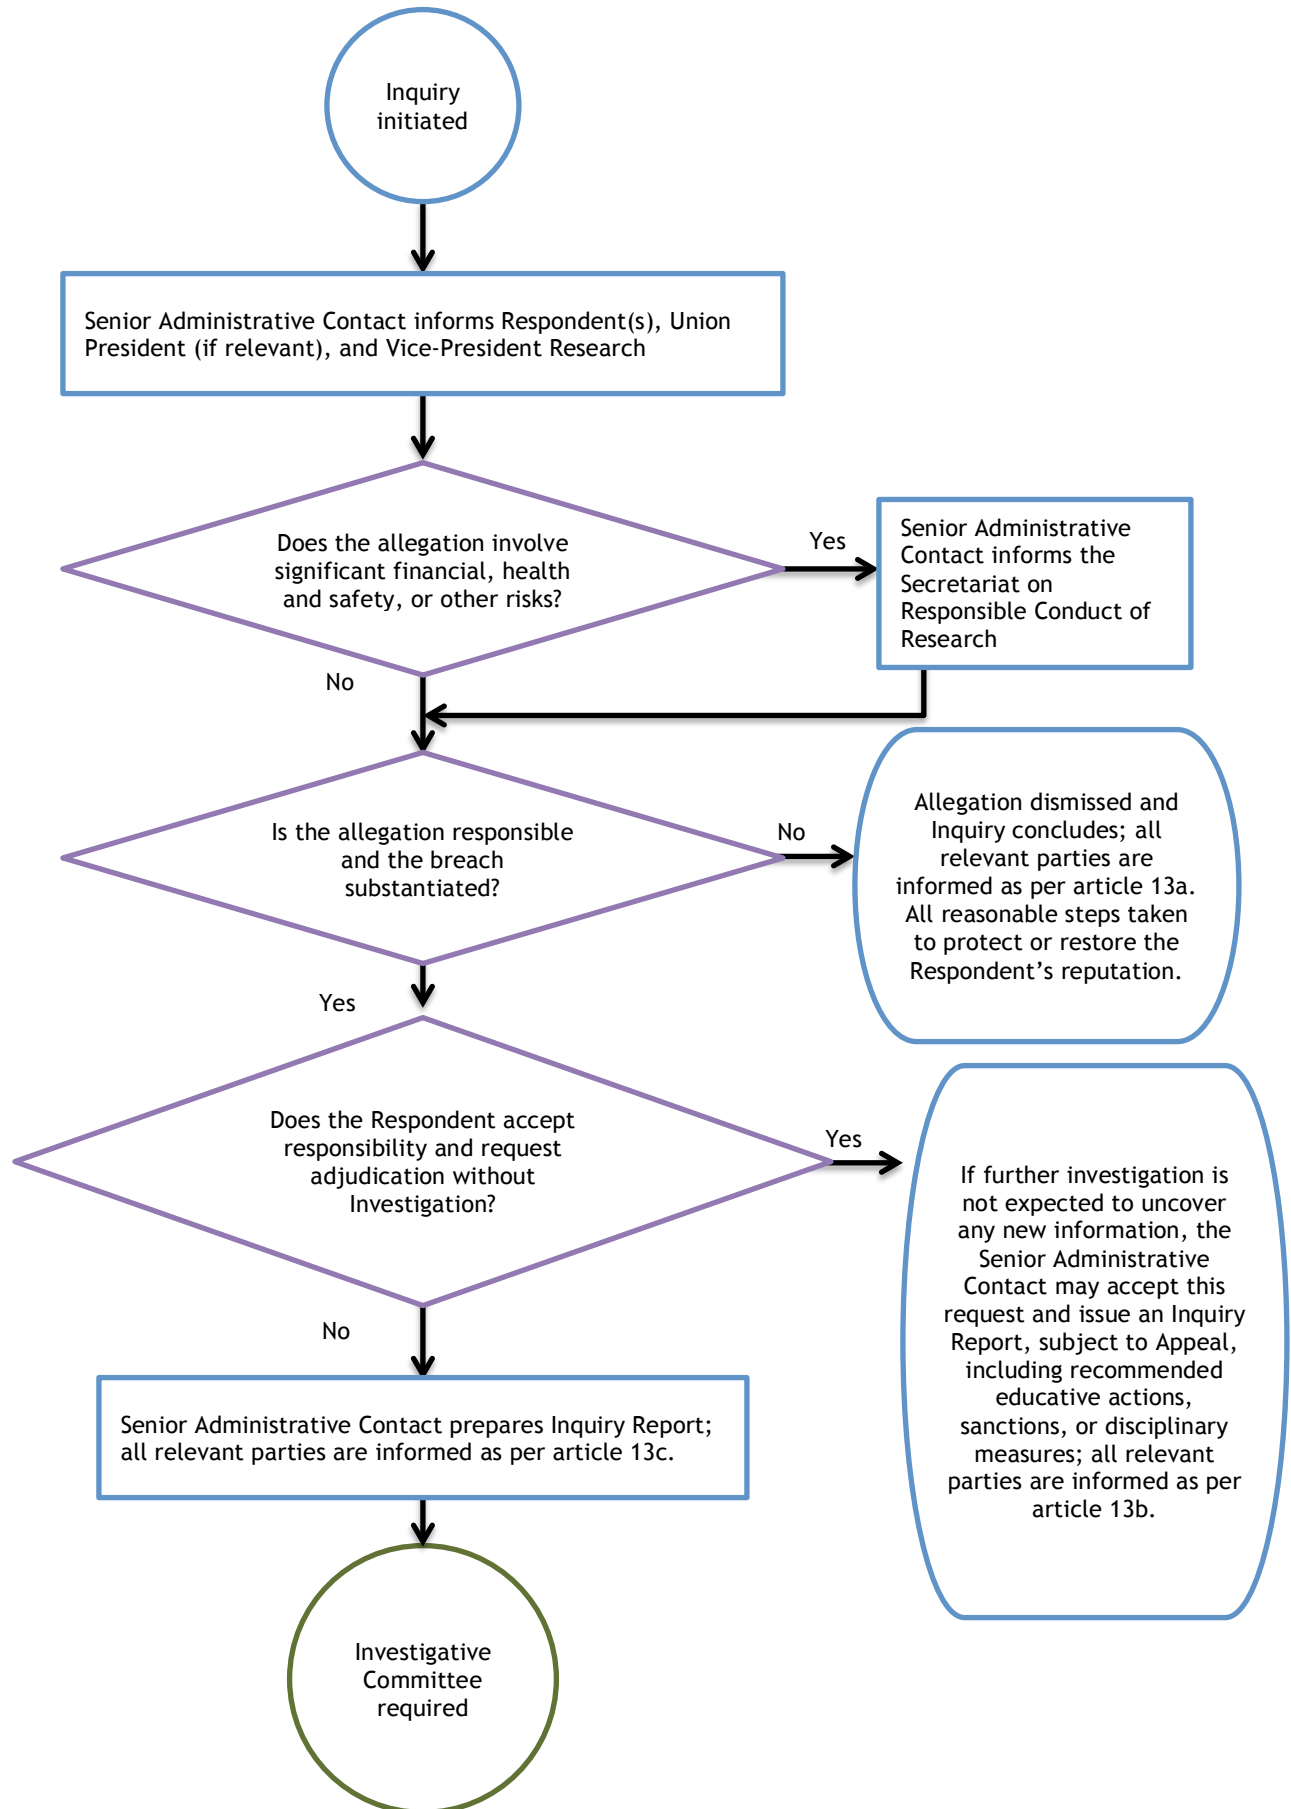 Inquiry
initiated
Senior Administrative Contact informs Respondent(s), Union
President (if relevant), and Vice-President Research
Does the allegation involve
significant financial, health
and safety, or other risks?
Yes
Senior Administrative
Contact informs the
Secretariat on
Responsible Conduct of
Research
No
Is the allegation responsible
and the breach
substantiated?
No
Allegation dismissed and
Inquiry concludes; all
relevant parties are
informed as per article 13a.
All reasonable steps taken
to protect or restore the
Respondent’s reputation.
Yes
Does the Respondent accept
responsibility and request
adjudication without
Investigation?
Yes
If further investigation is
not expected to uncover
any new information, the
Senior Administrative
Contact may accept this
request and issue an Inquiry
Report, subject to Appeal,
including recommended
educative actions,
sanctions, or disciplinary
measures; all relevant
parties are informed as per
article 13b.
No
Senior Administrative Contact prepares Inquiry Report;
all relevant parties are informed as per article 13c.
Investigative
Committee
required